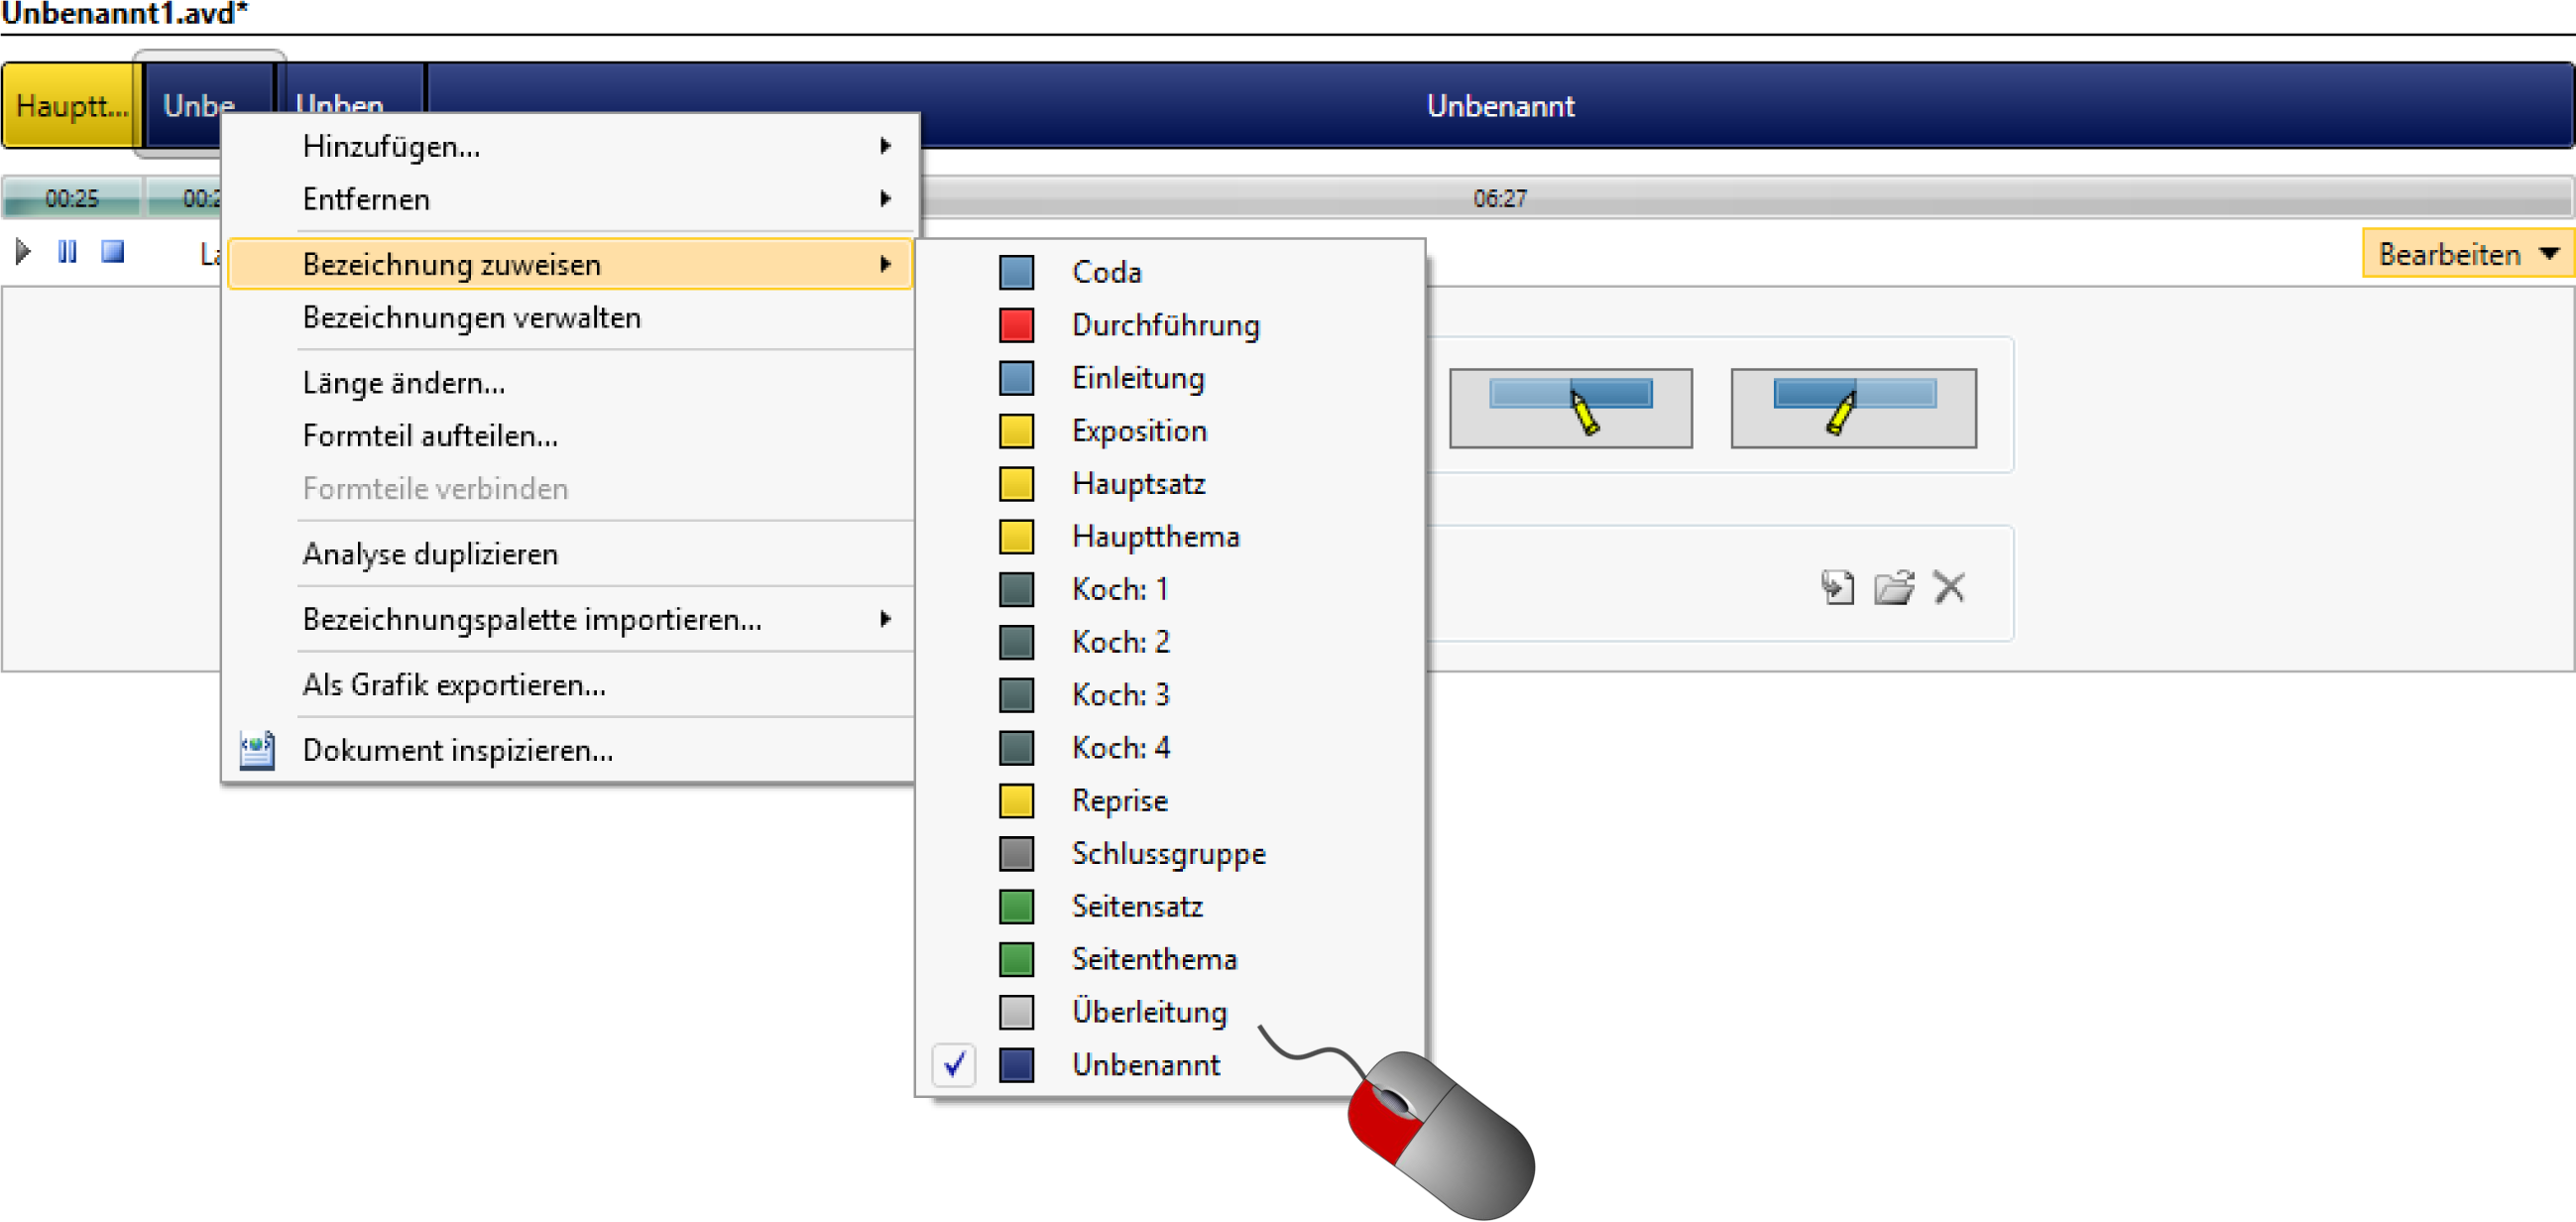 Unbenannt1.avd*
Hauptt...
Unbe
Unben
Unbenannt
00:25
00:2
06:27
Bearbeiten
Hinzufügen...
Entfernen
Bezeichnung zuweisen
Bezeichnungen verwalten
Länge ändern...
Formteil aufteilen...
Formteile verbinden
Analyse duplizieren
Bezeichnungspalette importieren...
Als Grafik exportieren...
Dokument inspizieren...
Coda
Durchführung
Einleitung
Exposition
Hauptsatz
Hauptthema
Koch: 1
Koch: 2
Koch: 3
Koch: 4
Reprise
Schlussgruppe
Seitensatz
Seitenthema
Überleitung
Unbenannt